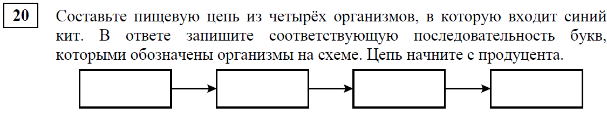 20
Составьте пищевую цепь из четырёх организмов, в которую входит синий
кит. В ответе запишите соответствующую последовательность букв,
которыми обозначены организмы на схеме. Цепь начните с продуцента.